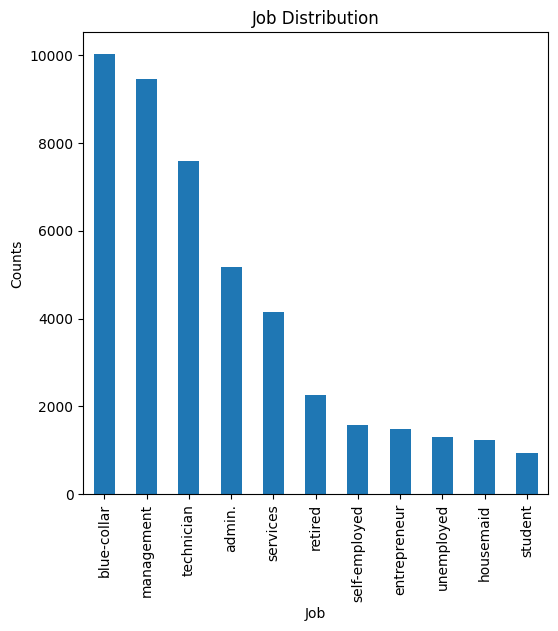 Job Distribution
Counts
10000
8000
6000
4000
2000
0
blue-collar
management
technician
admin.
services
retired
self-employed
entrepreneur
unemployed
housemaid
student
Job